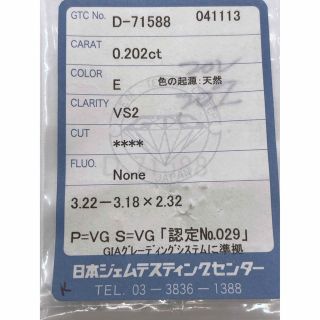 GTC No. D-71588 041113
CARAT 0.202ct
COLOR E 色の起源:天然
CLARITY VS2
CUT ****
FLUO. None
3.22－3.18×2.32
P=VG S=VG「認定No.029」
GIAグレーディングシステムに準拠
日本ジェムテスティングセンター
TEL. 03-3836-1388